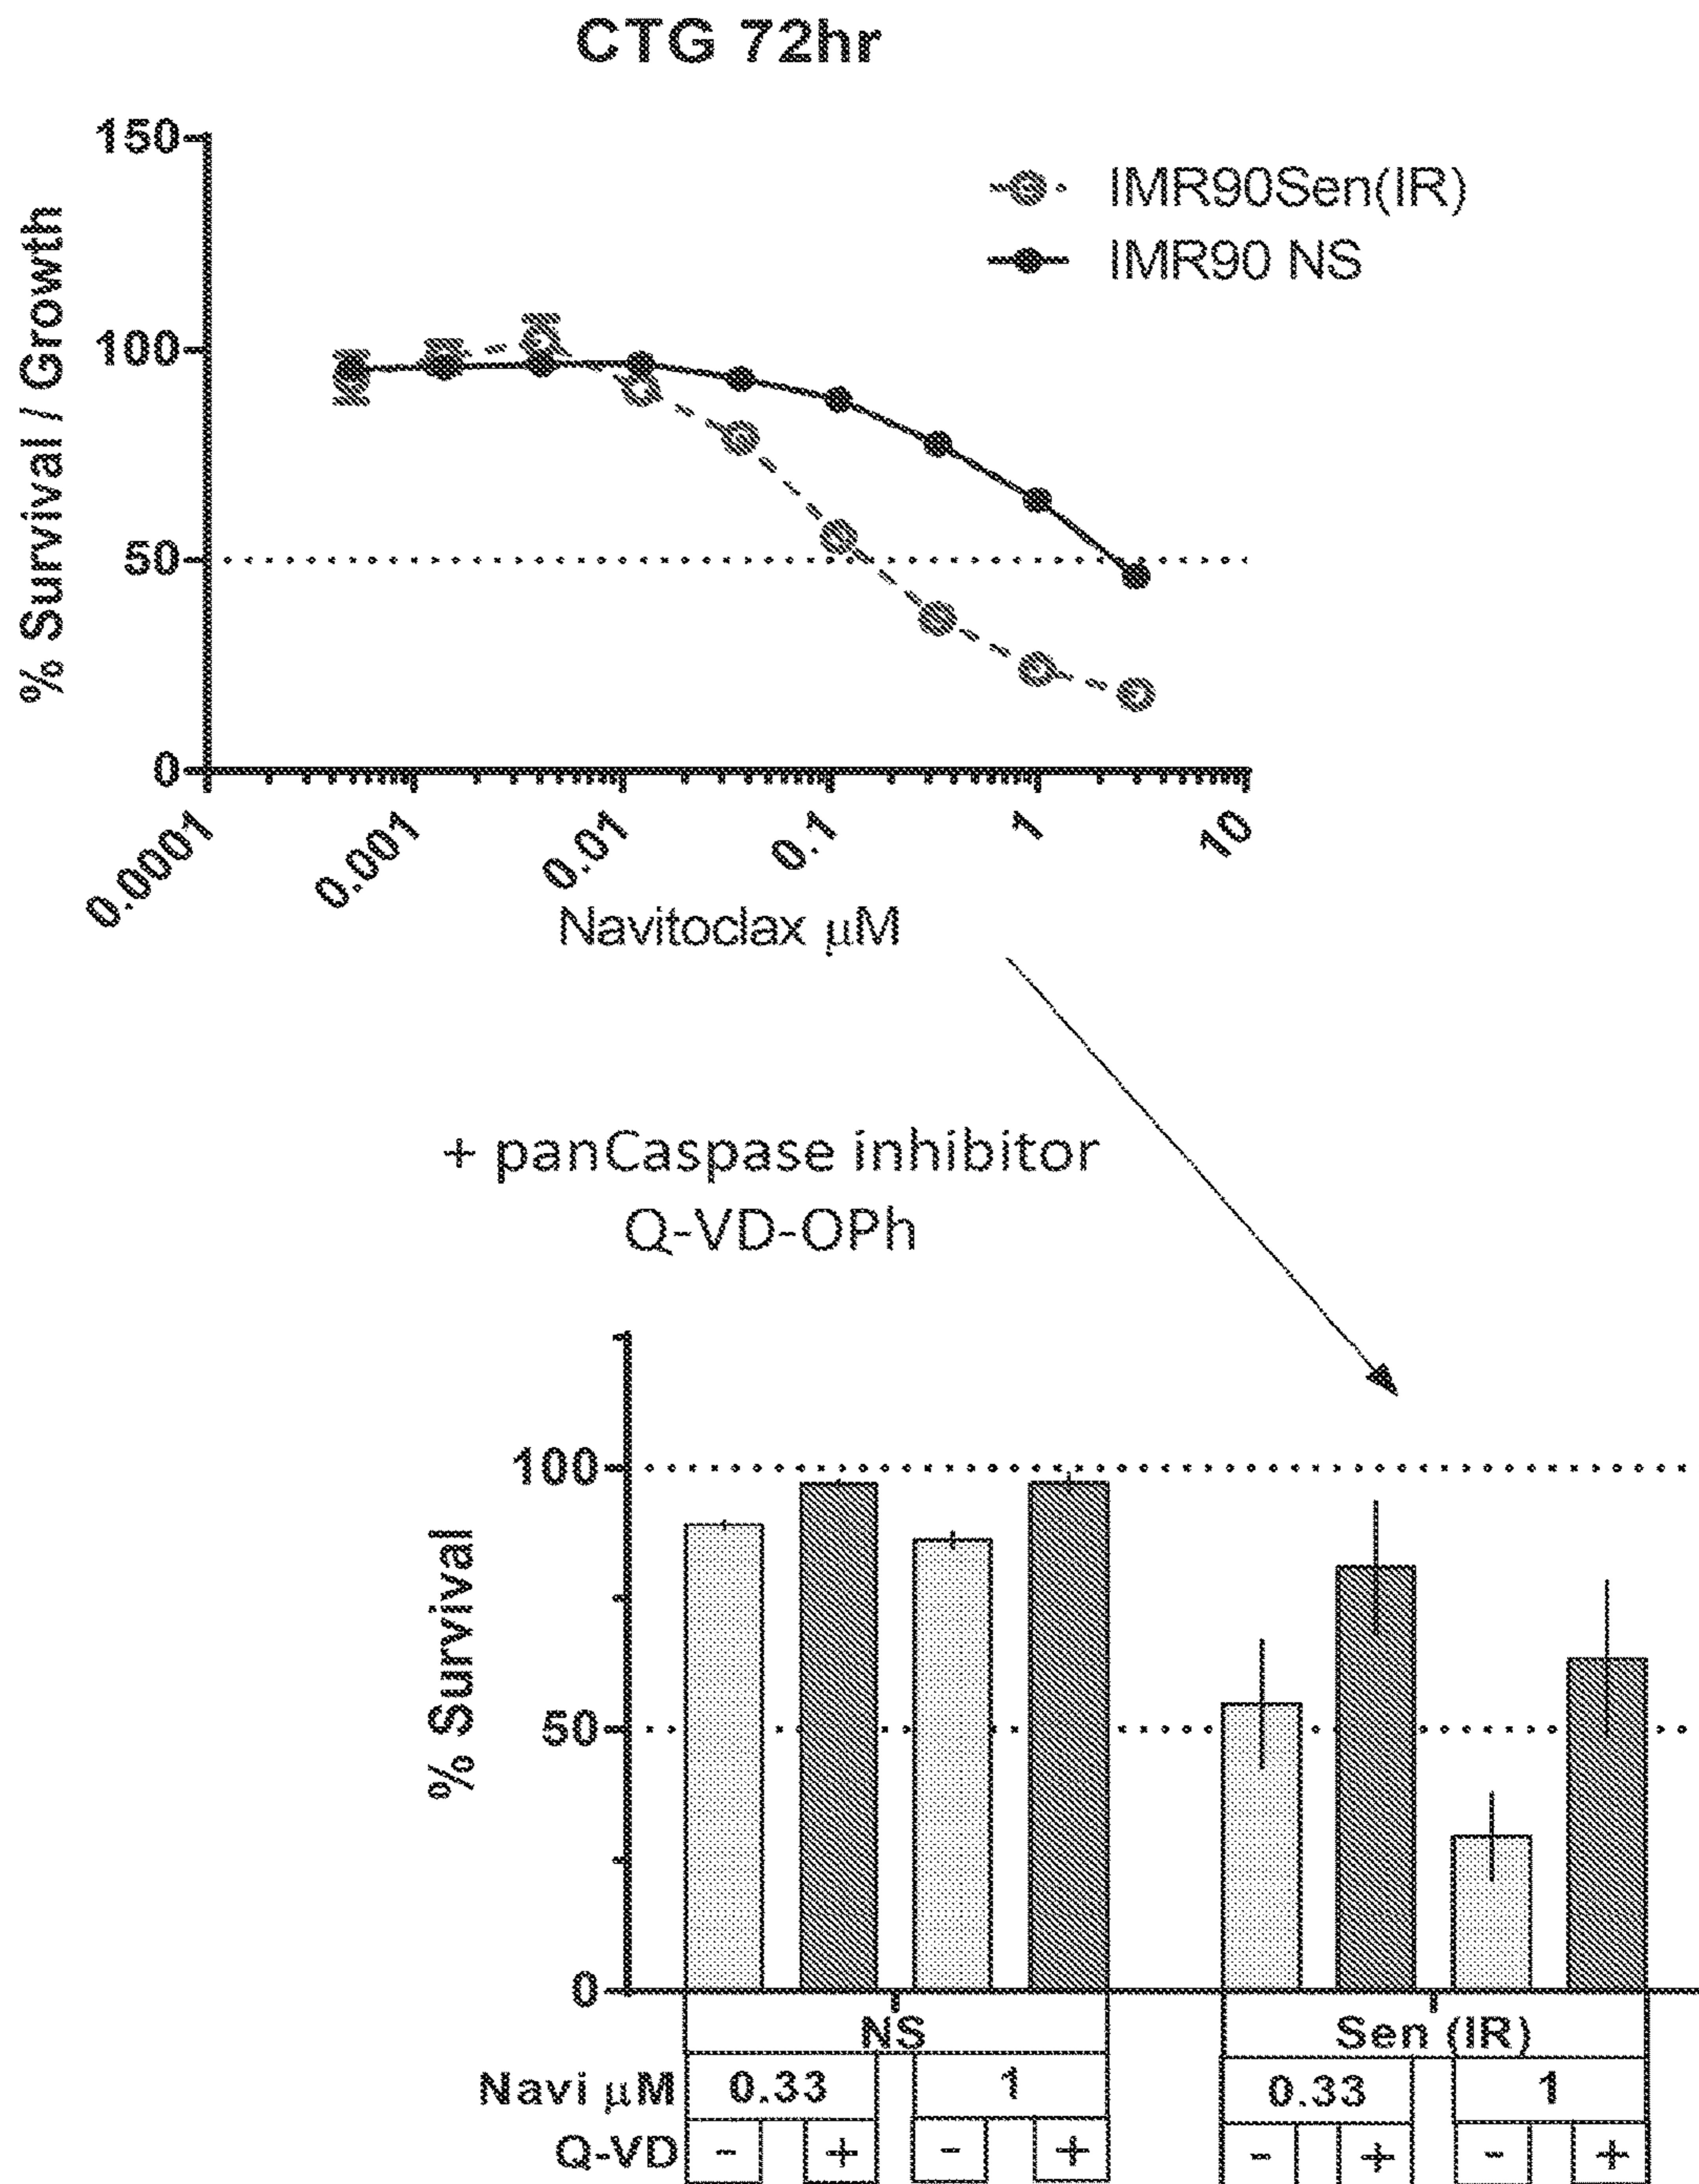 CTG 72hr
150
100
50
0
% Survival / Growth
IMR90Sen(IR)
IMR90 NS
0.0001
0.001
0.01
0.1
1
10
Navitoclax μM
+ panCaspase inhibitor
Q-VD-OPh
100
50
0
% Survival
NS
Sen (IR)
Navi μM 0.33 1 0.33 1
Q-VD - + - + - + - +